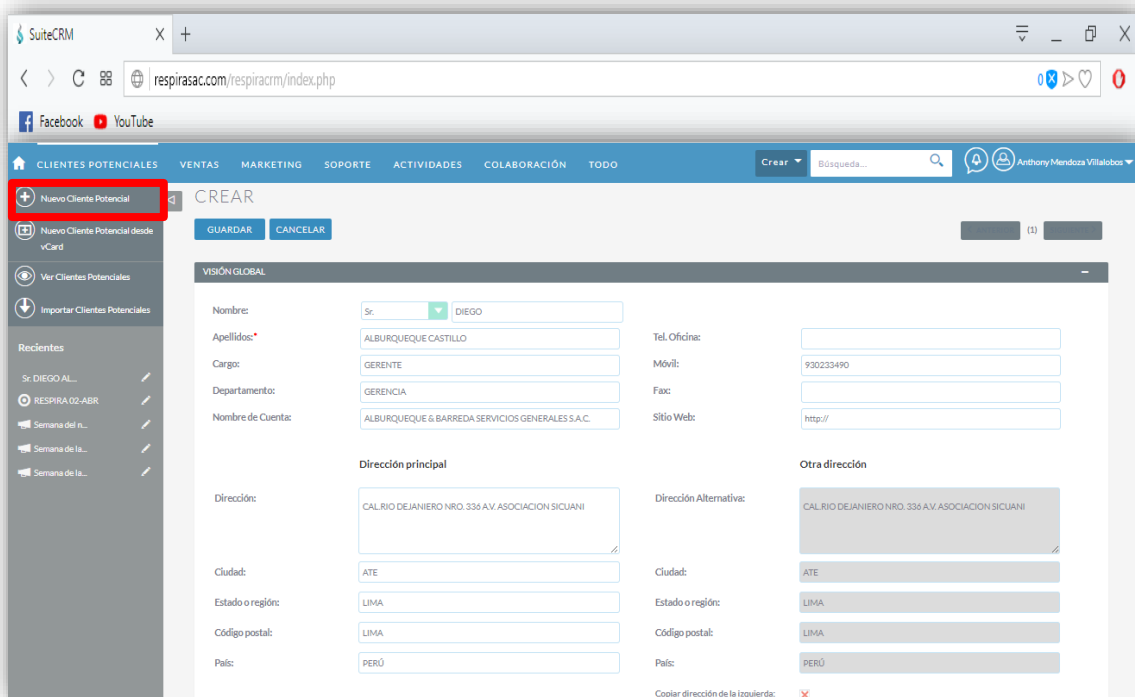 SuiteCRM
respirasac.com/respiracrm/index.php
0
Facebook YouTube
CLIENTES POTENCIALES VENTAS MARKETING SOPORTE ACTIVIDADES COLABORACIÓN TODO Crear Búsqueda... Anthony Mendoza Villalobos
Nuevo Cliente Potencial
Nuevo Cliente Potencial desde
vCard
Ver Clientes Potenciales
Importar Clientes Potenciales
Recientes
Sr. DIEGO AL...
RESPIRA 02-ABR
Semana del n...
Semana de la...
Semana de la...
CREAR
GUARDAR CANCELAR
(1)
VISIÓN GLOBAL
Nombre: Sr. DIEGO
Apellidos:* ALBURQUEQUE CASTILLO Tel. Oficina:
Cargo: GERENTE Móvil: 930233490
Departamento: GERENCIA Fax:
Nombre de Cuenta: ALBURQUEQUE & BARREDA SERVICIOS GENERALES S.A.C. Sitio Web: http://
Dirección principal Otra dirección
Dirección: CAL.RIO DEJANIERO NRO. 336 A.V. ASOCIACION SICUANI Dirección Alternativa: CAL.RIO DEJANIERO NRO. 336 A.V. ASOCIACION SICUANI
Ciudad: ATE Ciudad: ATE
Estado o región: LIMA Estado o región: LIMA
Código postal: LIMA Código postal: LIMA
País: PERÚ País: PERÚ
Copiar dirección de la izquierda: